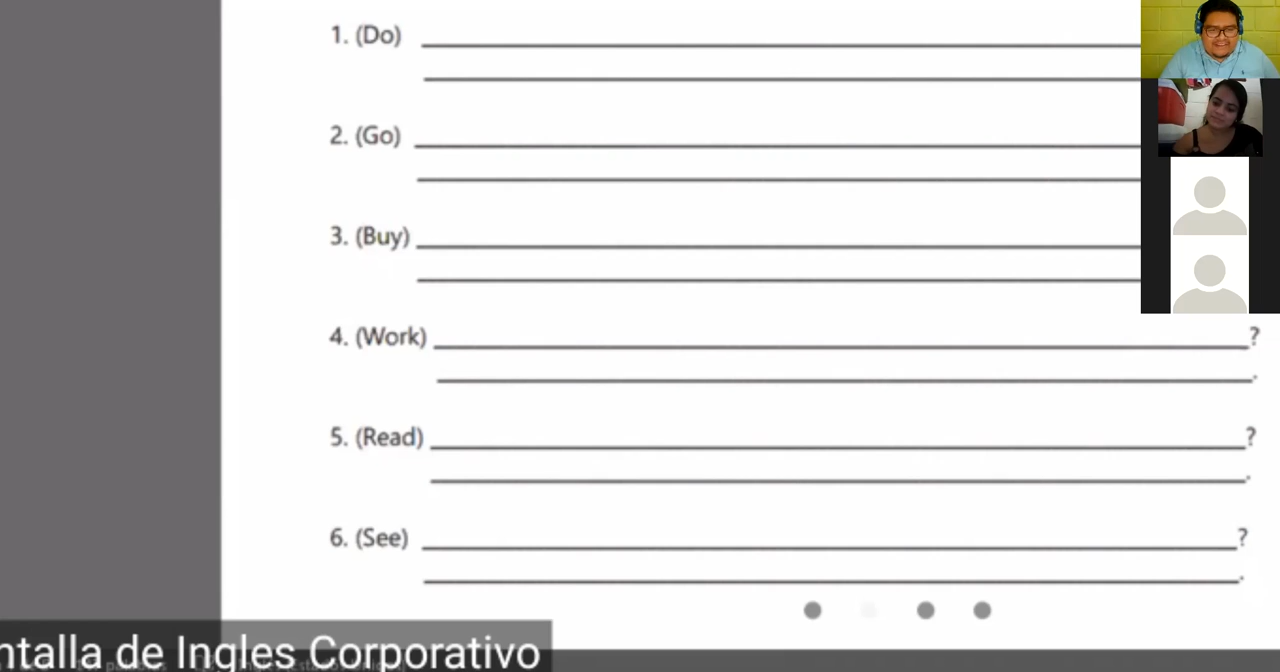 1. (Do)
2. (Go)
3. (Buy)
4. (Work) ?
.
5. (Read) ?
.
6. (See) ?
.
ntalla de Ingles Corporativo